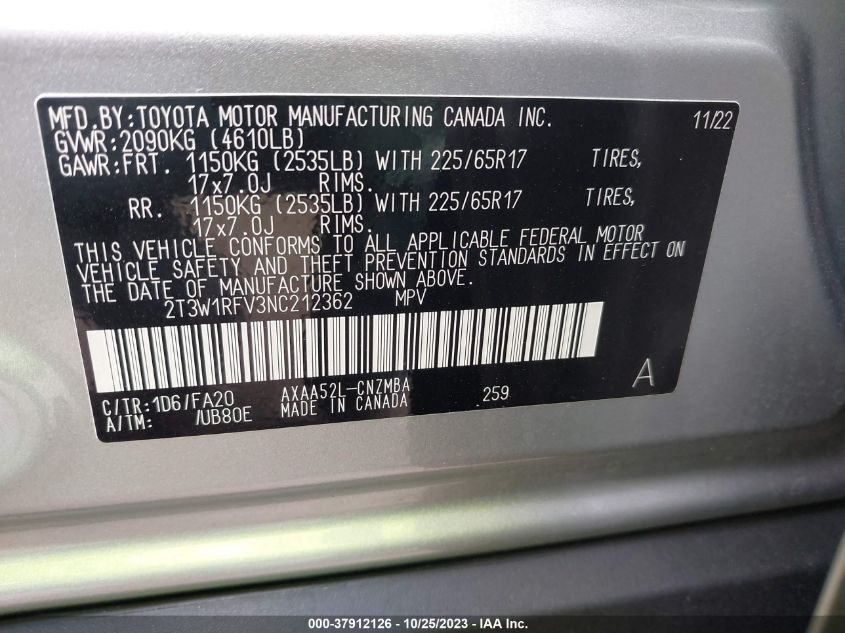 MFD.BY:TOYOTA MOTOR MANUFACTURING CANADA INC. 11/22
GVWR:2090KG (4610LB)
GAWR:FRT. 1150KG (2535LB) WITH 225/65R17 TIRES,
17x7.0J RIMS.
RR. 1150KG (2535LB) WITH 225/65R17 TIRES,
17x7.0J RIMS.
THIS VEHICLE CONFORMS TO ALL APPLICABLE FEDERAL MOTOR
VEHICLE SAFETY AND THEFT PREVENTION STANDARDS IN EFFECT ON
THE DATE OF MANUFACTURE SHOWN ABOVE.
2T3W1RFV3NC212362 MPV
C/TR:1D6/FA20 AXAA52L-CNZMBA 259 A
A/TM: /UB80E MADE IN CANADA
000-37912126 - 10/25/2023 - IAA Inc.